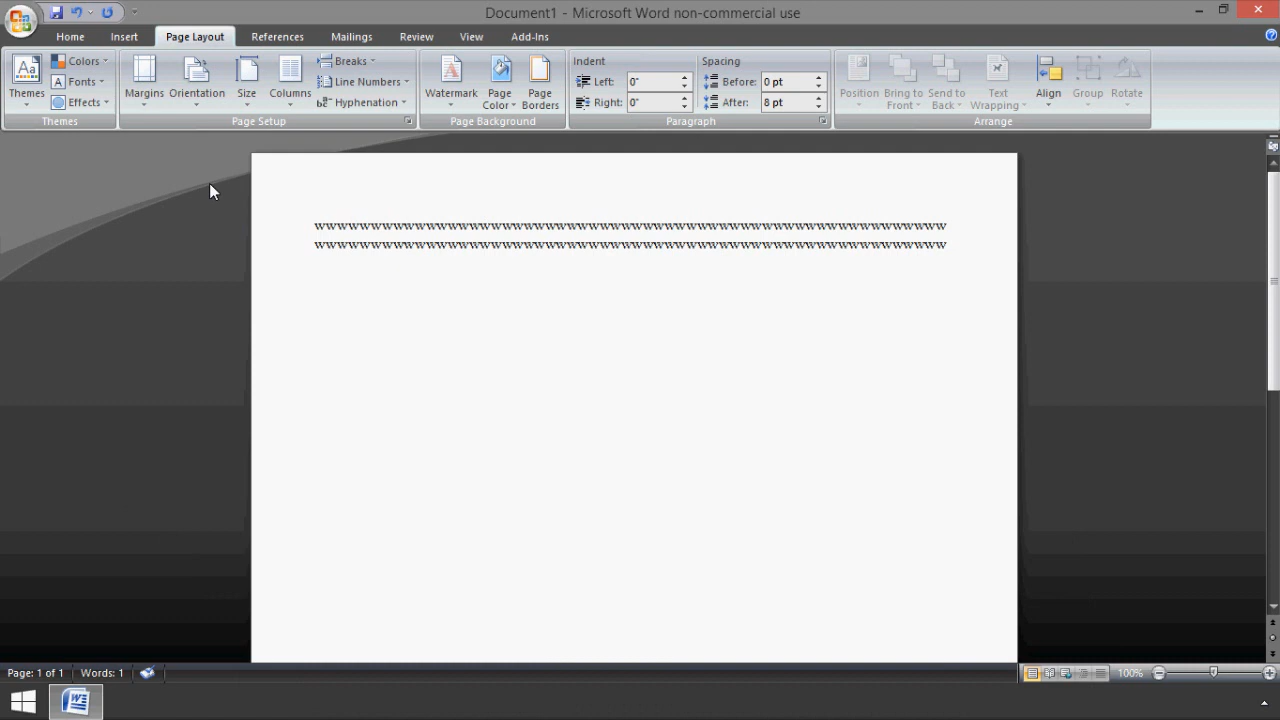 Document1 - Microsoft Word non-commercial use
Home Insert Page Layout References Mailings Review View Add-Ins
Themes
Colors
Fonts
Effects
Themes
Margins
Orientation
Size
Columns
Breaks
Line Numbers
Hyphenation
Page Setup
Watermark
Page
Color
Page
Borders
Page Background
Indent
Left: 0"
Right: 0"
Spacing
Before: 0 pt
After: 8 pt
Paragraph
Position
Bring to
Front
Send to
Back
Text
Wrapping
Align
Group
Rotate
Arrange
wwwwwwwwwwwwwwwwwwwwwwwwwwwwwwwwwwwwwwwwwwwwwwwwwwwwwwwwww
wwwwwwwwwwwwwwwwwwwwwwwwwwwwwwwwwwwwwwwwwwwwwwwwwwwwwwwwww
Page: 1 of 1 Words: 1 100%